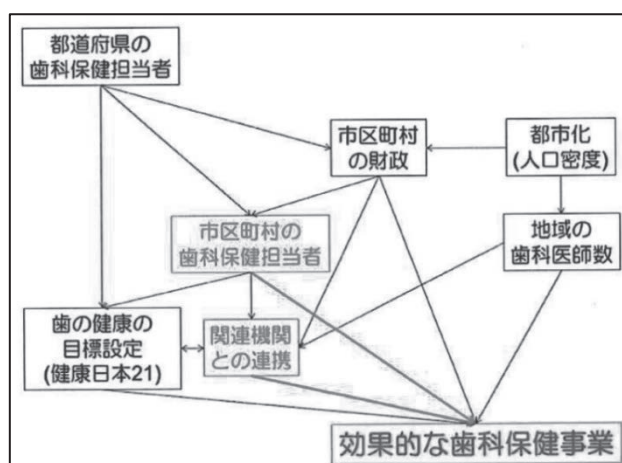 都道府県の
歯科保健担当者
市区町村
の財政
都市化
(人口密度)
市区町村の
歯科保健担当者
地域の
歯科医師数
歯の健康の
目標設定
(健康日本21)
関連機関
との連携
効果的な歯科保健事業